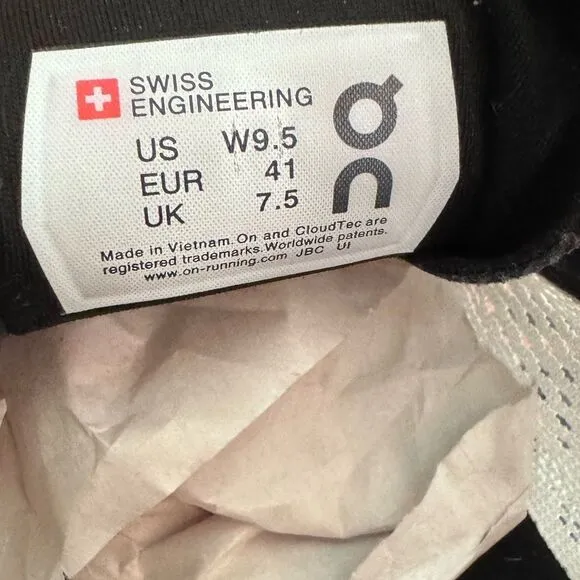 SWISS
ENGINEERING
US W9.5
EUR 41
UK 7.5
On
Made in Vietnam. On and CloudTec are
registered trademarks. Worldwide patents.
www.on-running.com JBC UI